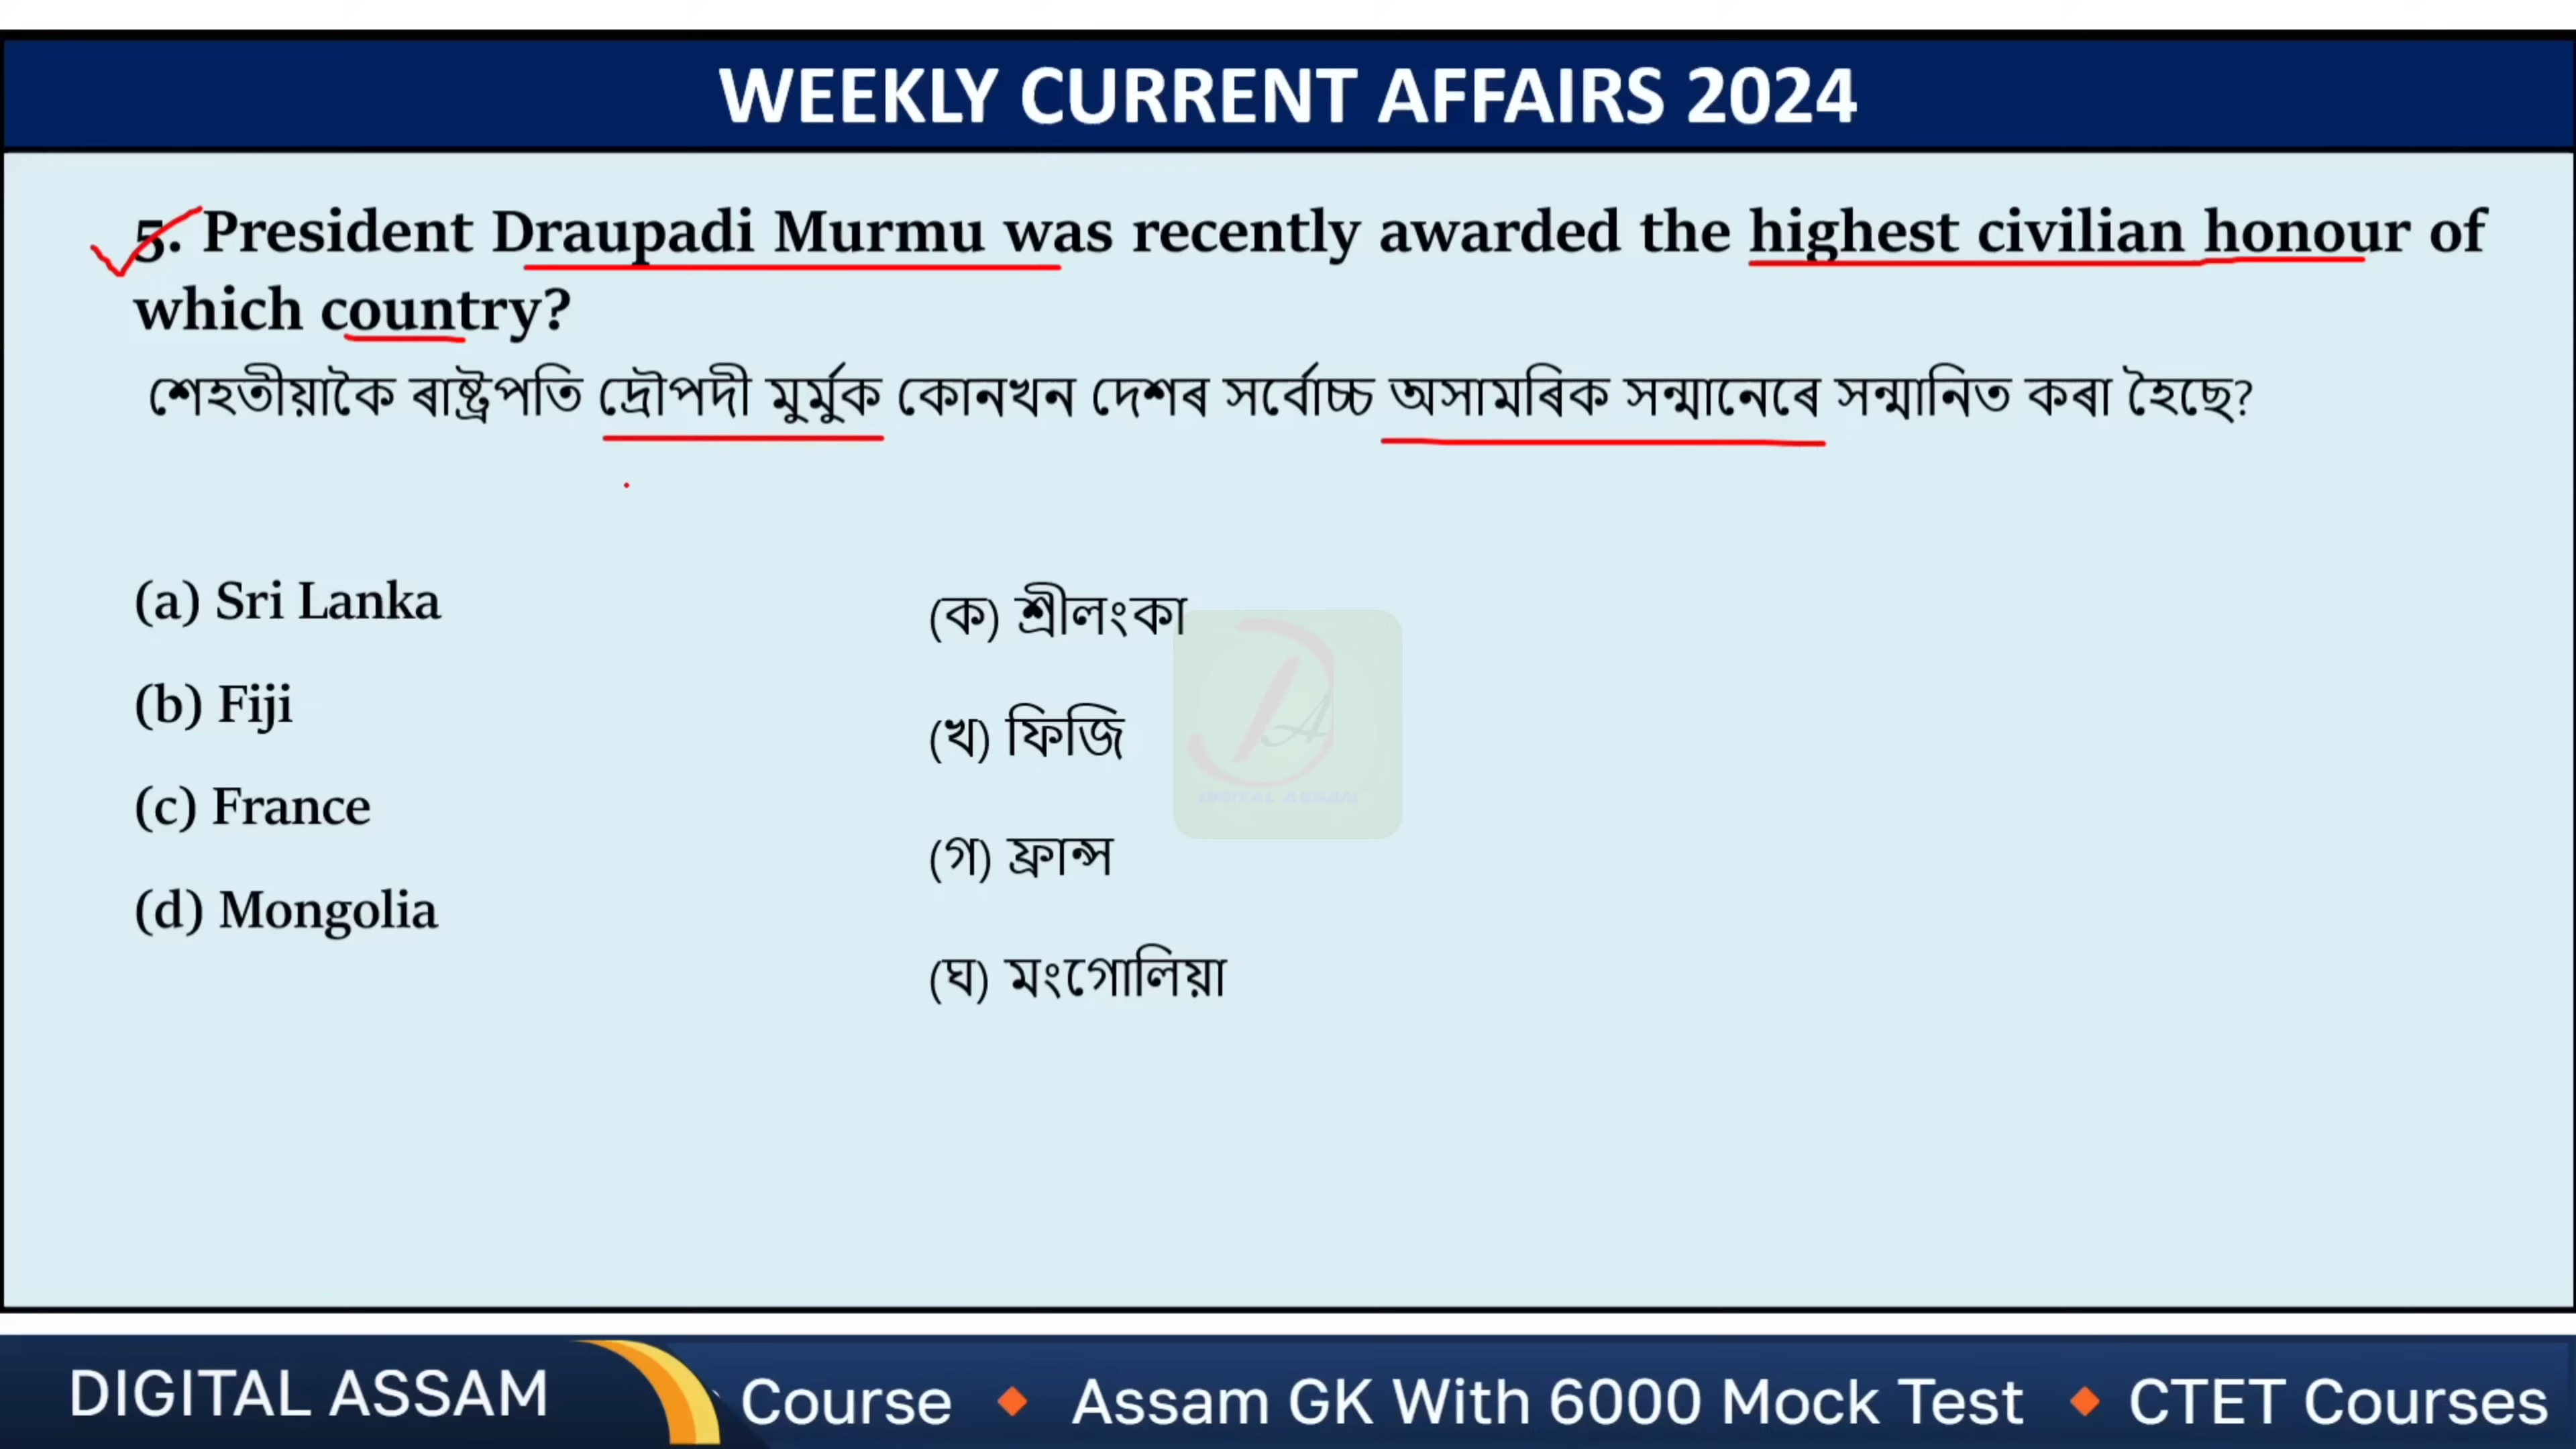 WEEKLY CURRENT AFFAIRS 2024
5. President Draupadi Murmu was recently awarded the highest civilian honour of
which country?
শেহতীয়াকৈ ৰাষ্ট্ৰপতি দ্ৰৌপদী মুৰ্মুক কোনখন দেশৰ সৰ্বোচ্চ অসামৰিক সন্মানেৰে সন্মানিত কৰা হৈছে?
(a) Sri Lanka
(b) Fiji
(c) France
(d) Mongolia
(ক) শ্ৰীলংকা
(খ) ফিজি
(গ) ফ্ৰান্স
(ঘ) মংগোলিয়া
DIGITAL ASSAM
DIGITAL ASSAM
Course ◆ Assam GK With 6000 Mock Test ◆ CTET Courses